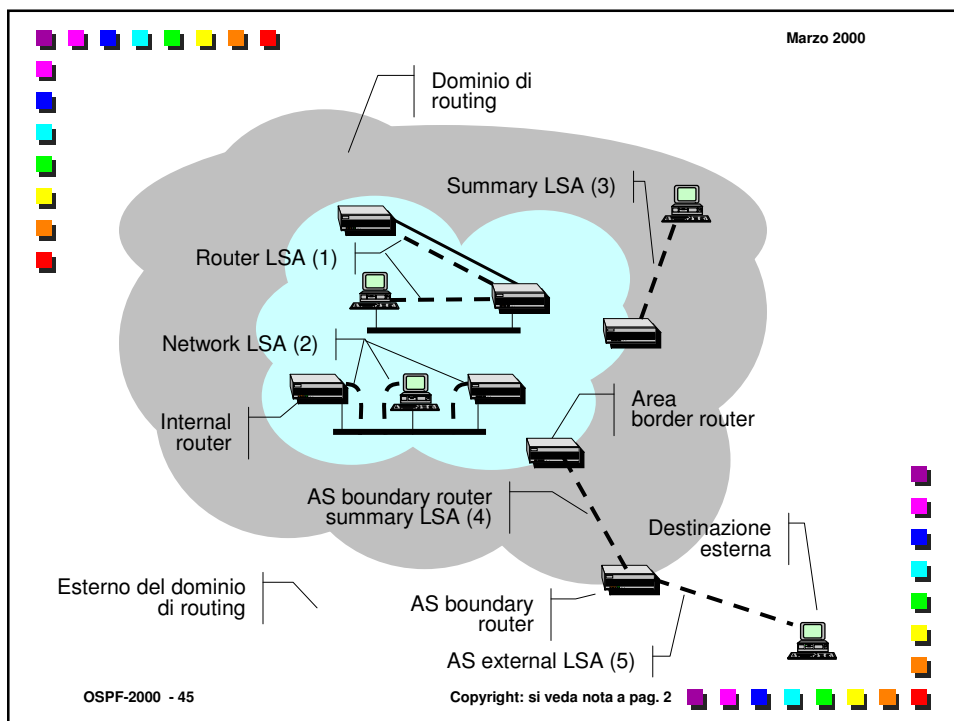 Marzo 2000
Dominio di
routing
Summary LSA (3)
Router LSA (1)
Network LSA (2)
Internal
router
Area
border router
AS boundary router
summary LSA (4)
Destinazione
esterna
Esterno del dominio
di routing
AS boundary
router
AS external LSA (5)
OSPF-2000 - 45
Copyright: si veda nota a pag. 2